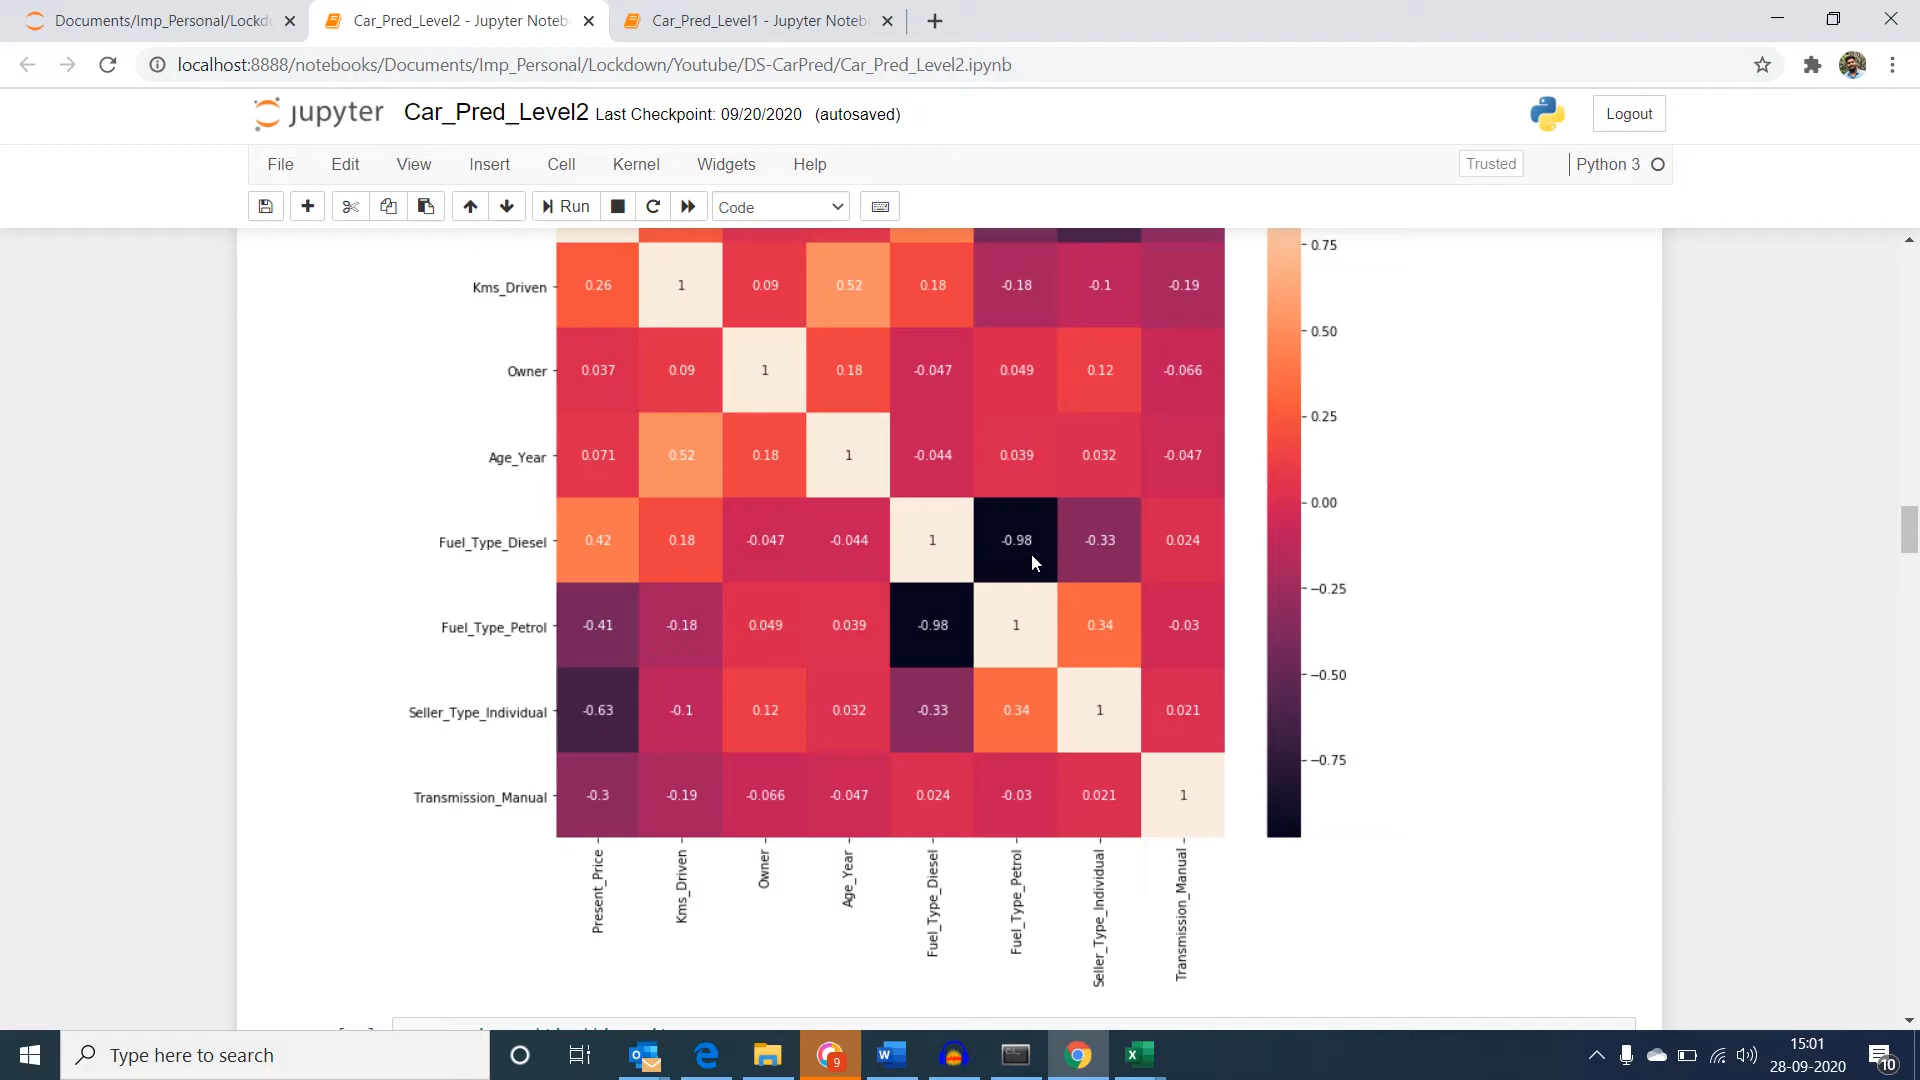 Documents/Imp_Personal/Lockd
Car_Pred_Level2 - Jupyter Noteb
Car_Pred_Level1 - Jupyter Noteb
localhost:8888/notebooks/Documents/Imp_Personal/Lockdown/Youtube/DS-CarPred/Car_Pred_Level2.ipynb
jupyter Car_Pred_Level2 Last Checkpoint: 09/20/2020 (autosaved)
Logout
File Edit View Insert Cell Kernel Widgets Help
Trusted
Python 3
Run
Code
0.75
Kms_Driven 0.26 1 0.09 0.52 0.18 -0.18 -0.1 -0.19
0.50
Owner 0.037 0.09 1 0.18 -0.047 0.049 0.12 -0.066
0.25
Age_Year 0.071 0.52 0.18 1 -0.044 0.039 0.032 -0.047
0.00
Fuel_Type_Diesel 0.42 0.18 -0.047 -0.044 1 -0.98 -0.33 0.024
-0.25
Fuel_Type_Petrol -0.41 -0.18 0.049 0.039 -0.98 1 0.34 -0.03
-0.50
Seller_Type_Individual -0.63 -0.1 0.12 0.032 -0.33 0.34 1 0.021
-0.75
Transmission_Manual -0.3 -0.19 -0.066 -0.047 0.024 -0.03 0.021 1
Present_Price
Kms_Driven
Owner
Age_Year
Fuel_Type_Diesel
Fuel_Type_Petrol
Seller_Type_Individual
Transmission_Manual
Type here to search
9
15:01
28-09-2020
10